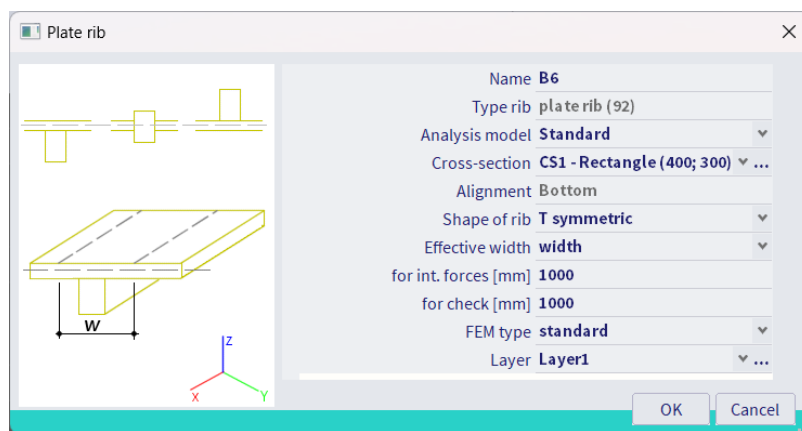 Plate rib
Name B6
Type rib plate rib (92)
Analysis model Standard
Cross-section CS1 - Rectangle (400; 300) ...
Alignment Bottom
Shape of rib T symmetric
Effective width width
for int. forces [mm] 1000
for check [mm] 1000
FEM type standard
Layer Layer1 ...
W
Z
X
Y
OK Cancel